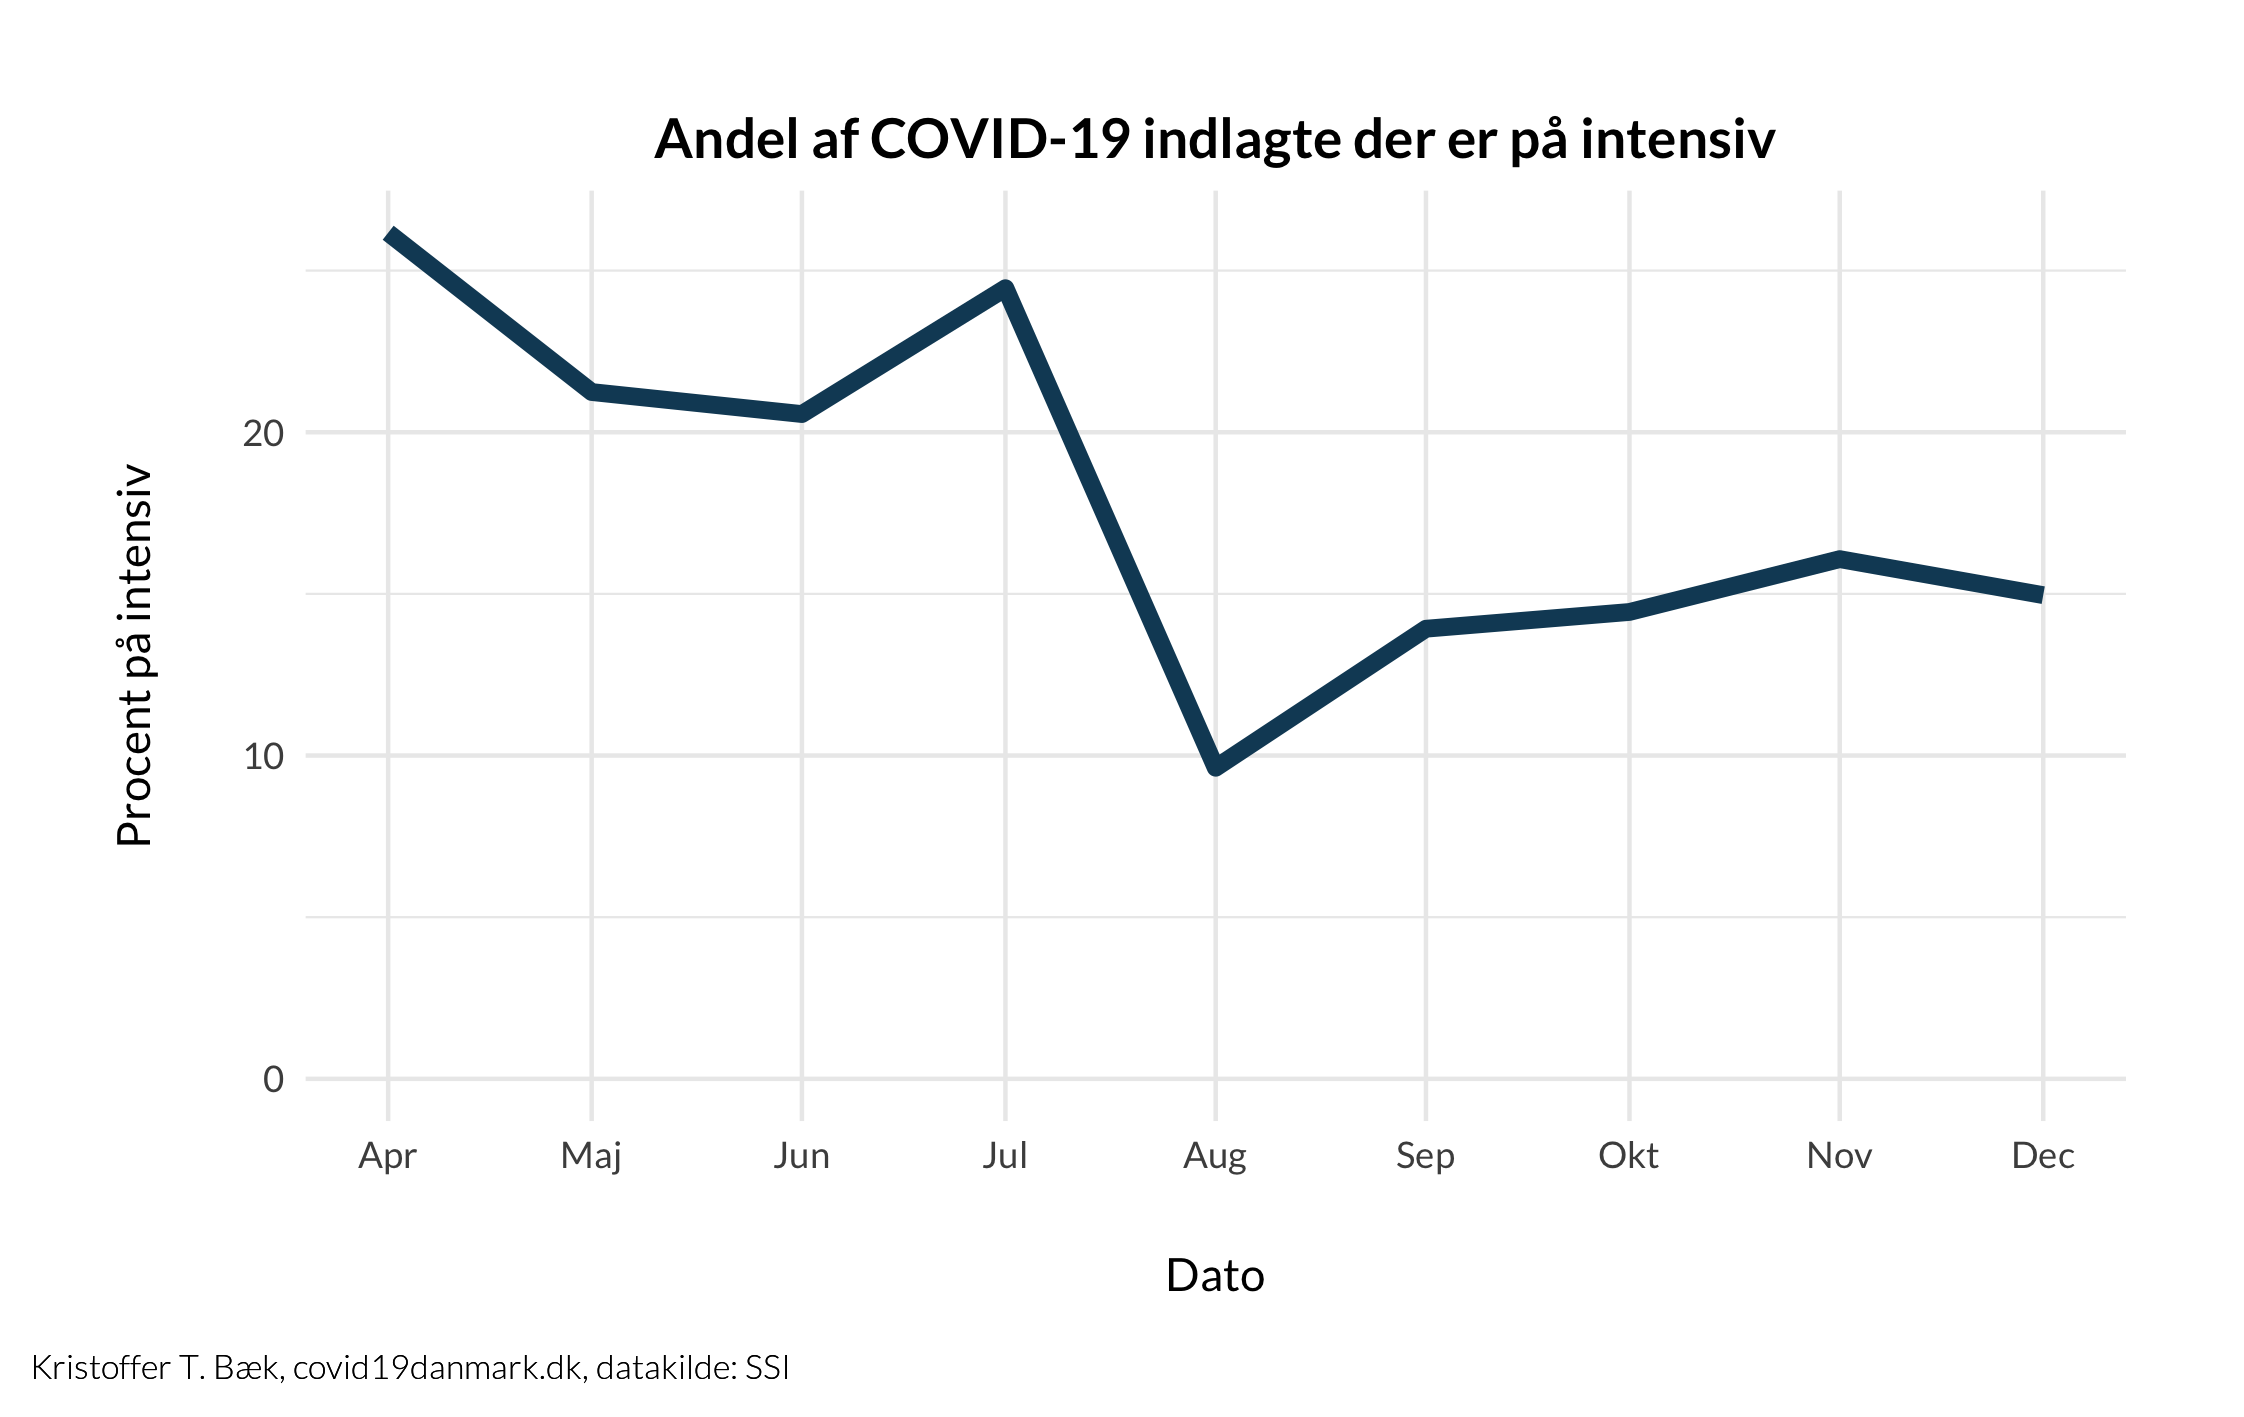 Andel af COVID-19 indlagte der er på intensiv
Procent på intensiv
20
10
0
Apr Maj Jun Jul Aug Sep Okt Nov Dec
Dato
Kristoffer T. Bæk, covid19danmark.dk, datakilde: SSI